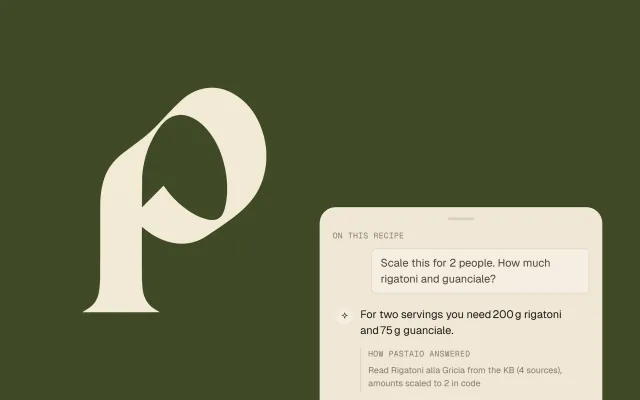 P
ON THIS RECIPE
Scale this for 2 people. How much
rigatoni and guanciale?
For two servings you need 200 g rigatoni
and 75 g guanciale.
HOW PASTAIO ANSWERED
Read Rigatoni alla Gricia from the KB (4 sources),
amounts scaled to 2 in code